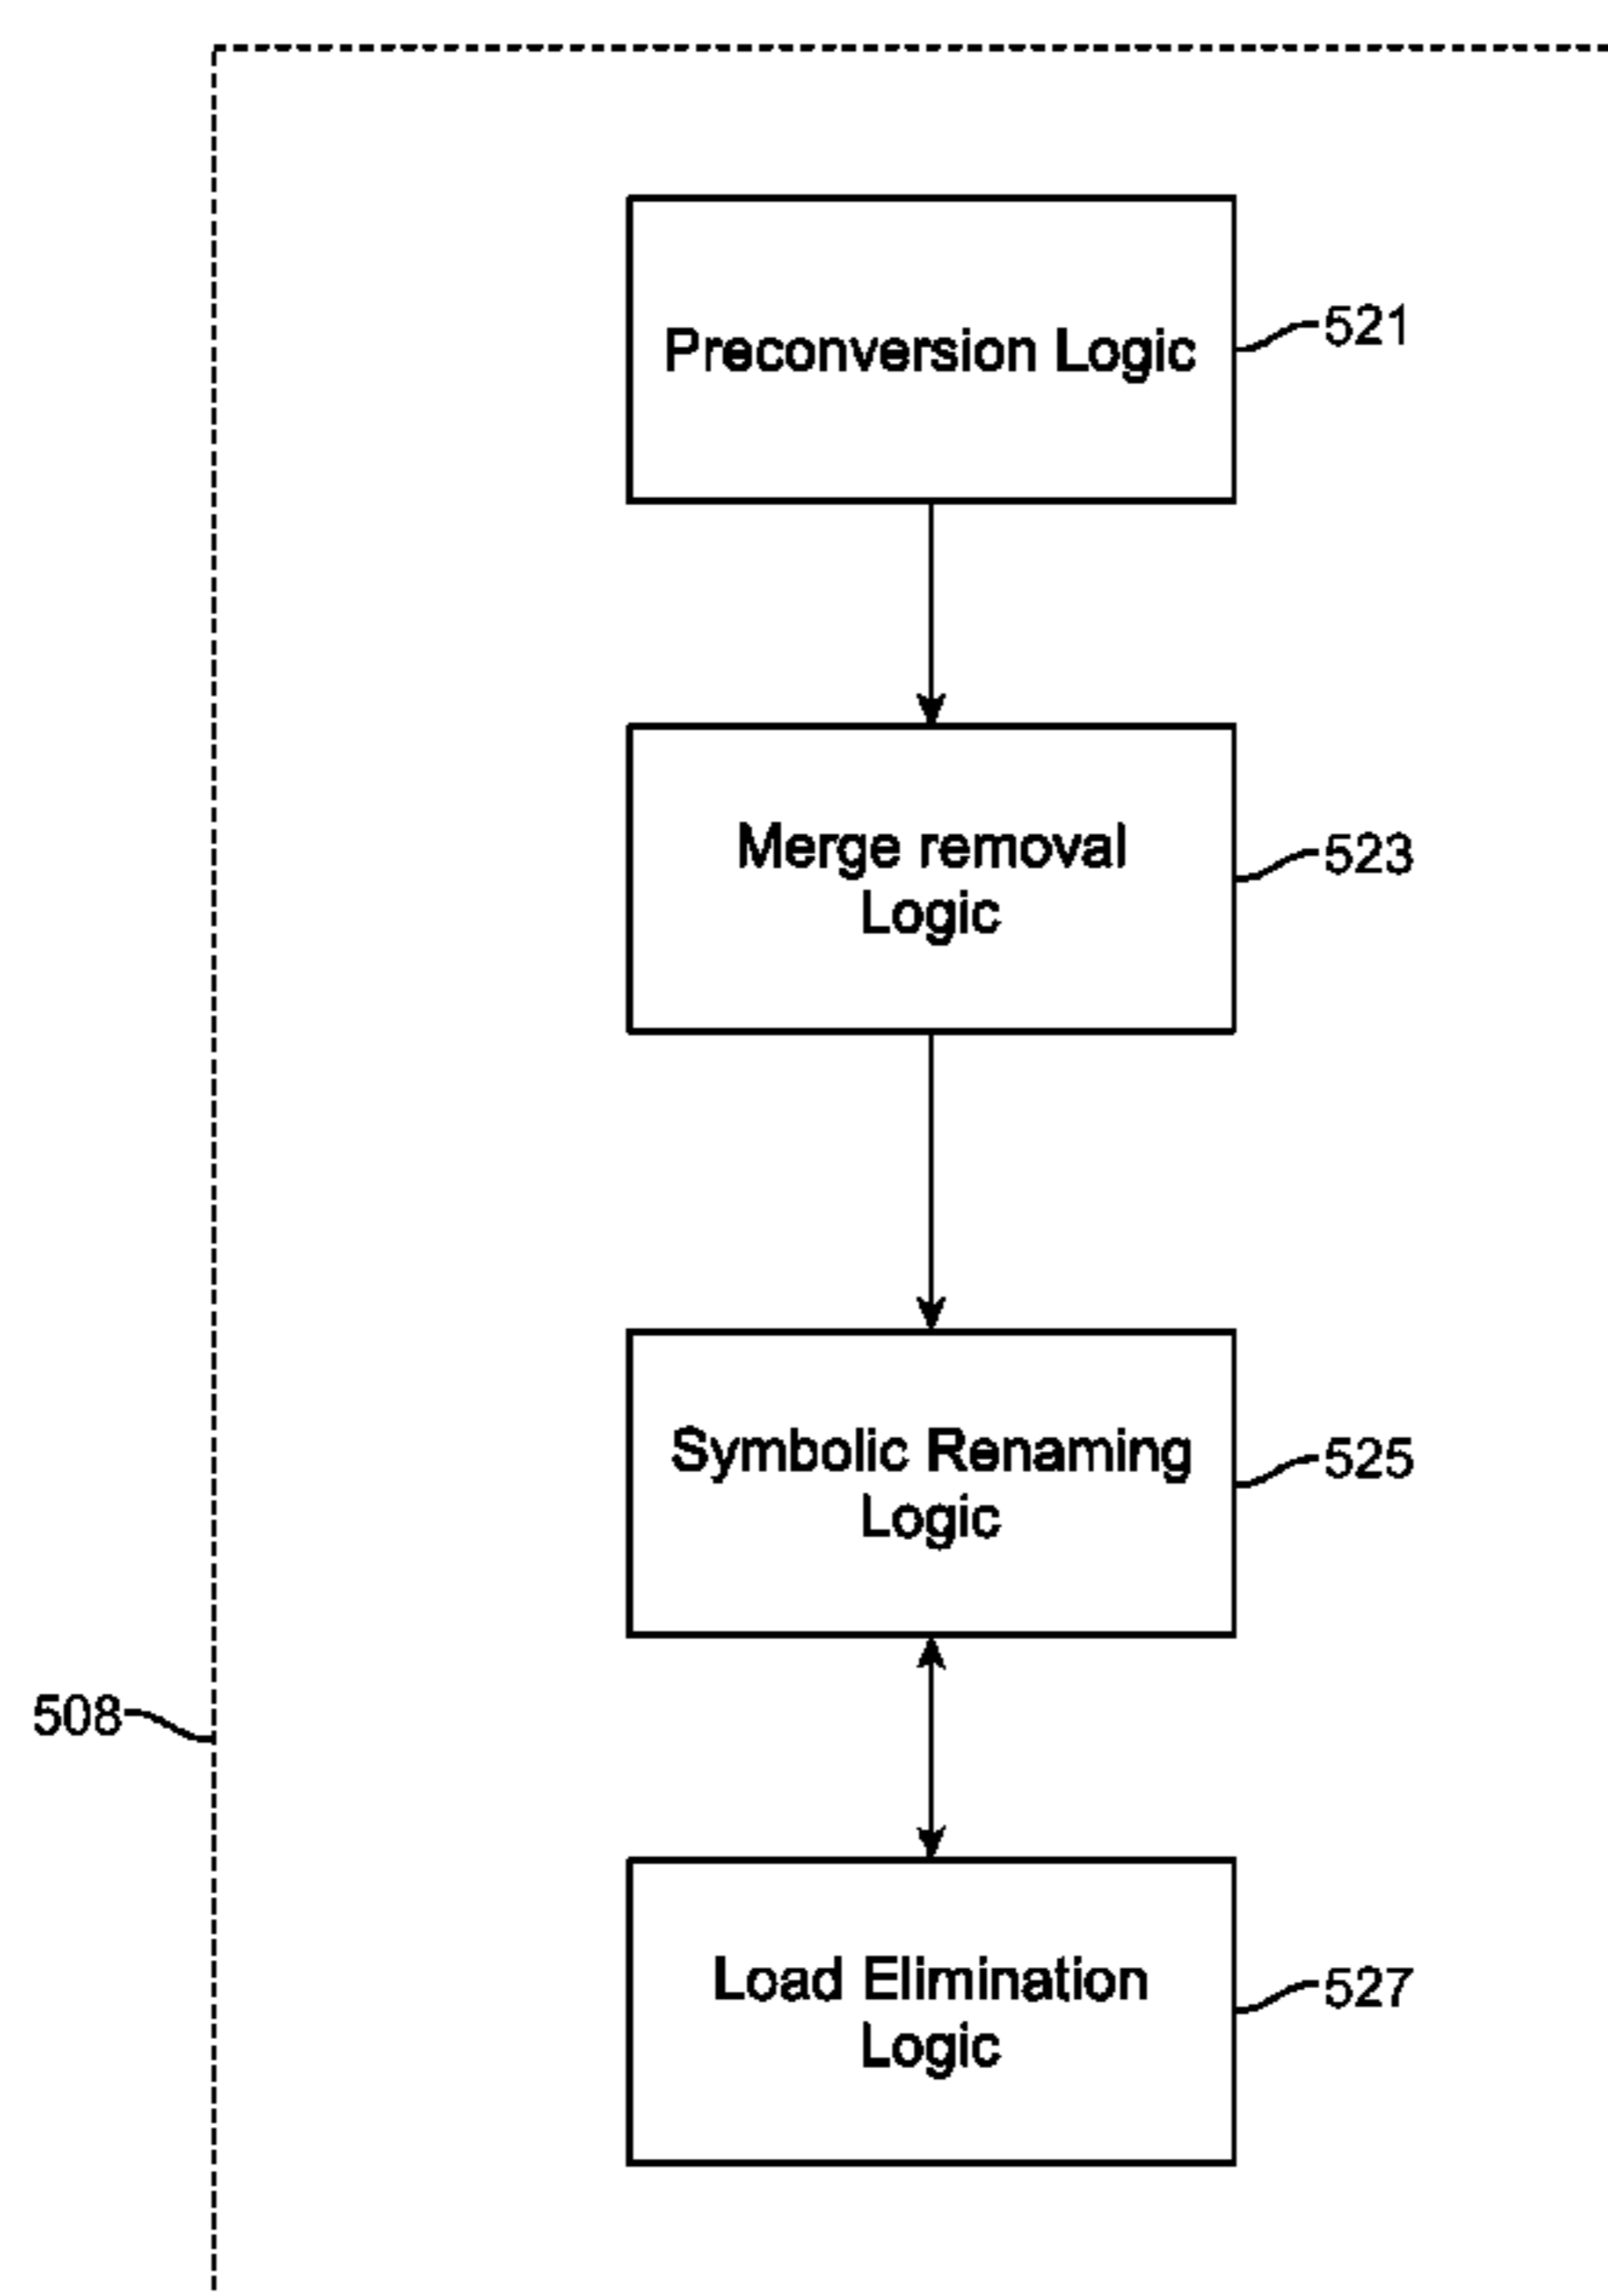 Preconversion Logic
521
Merge removal
Logic
523
Symbolic Renaming
Logic
525
508
Load Elimination
Logic
527